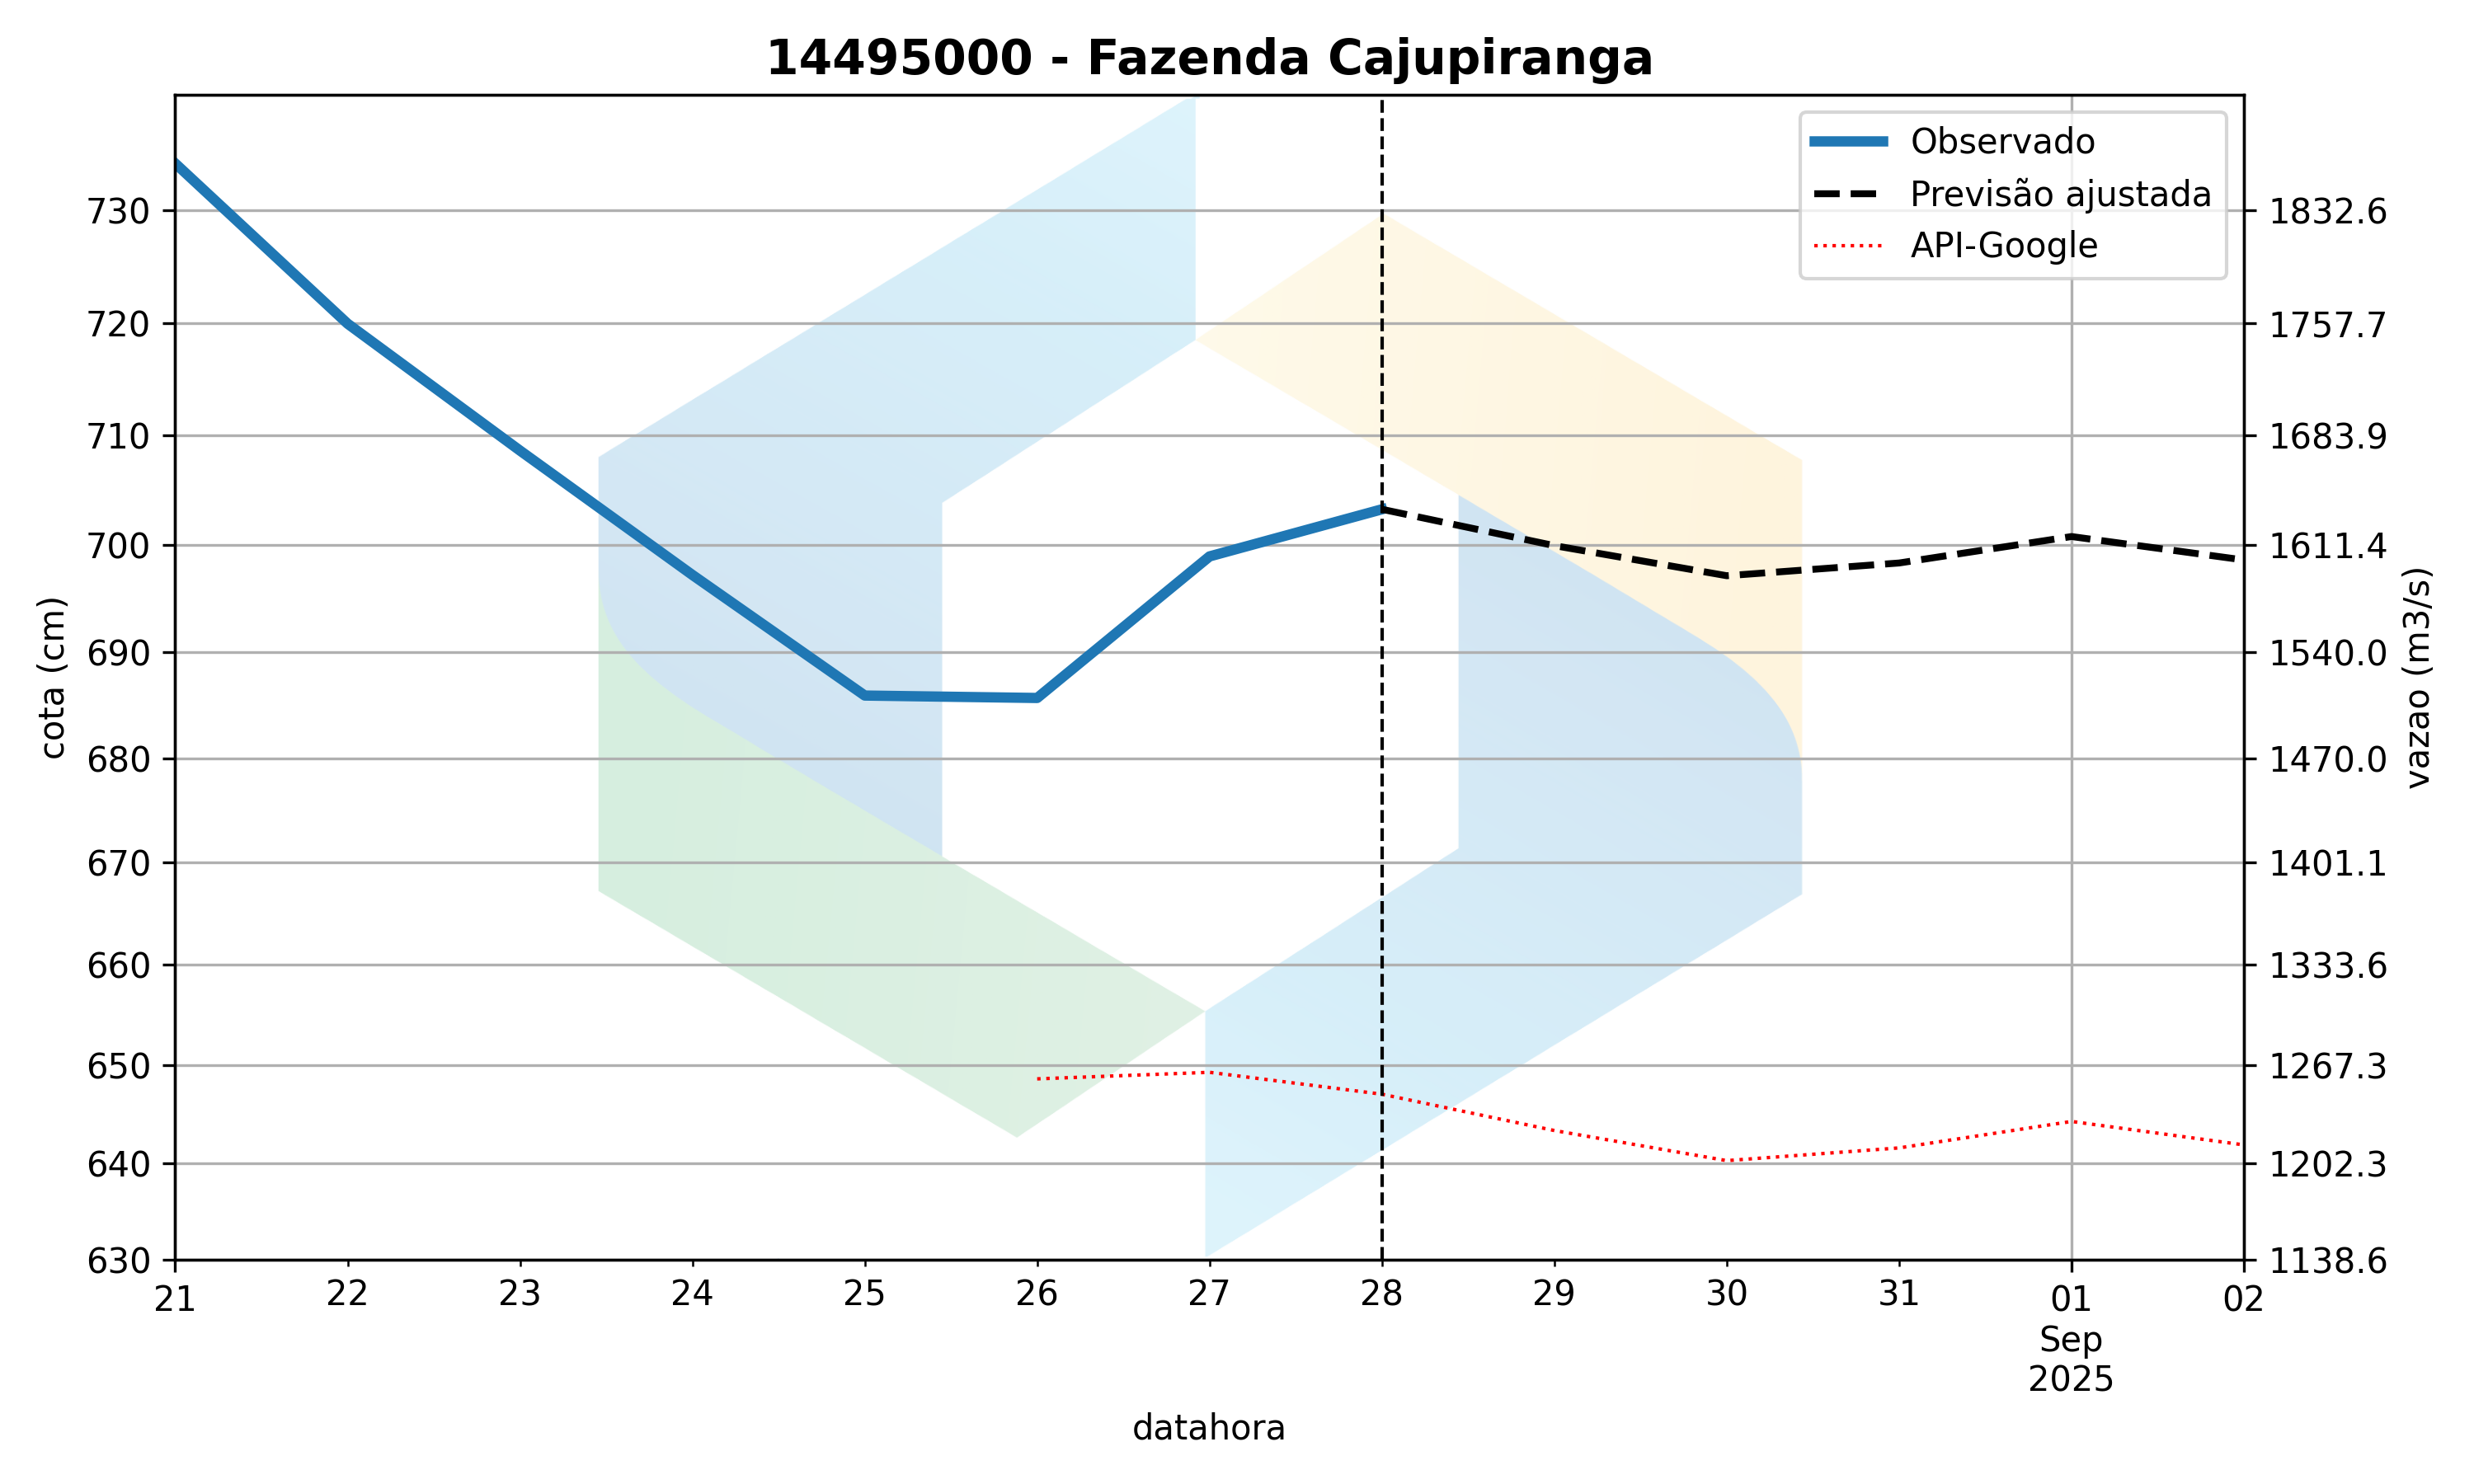 14495000 - Fazenda Cajupiranga
Observado
Previsão ajustada
API-Google
730
720
710
700
690
680
670
660
650
640
630
cota (cm)
1832.6
1757.7
1683.9
1611.4
1540.0
1470.0
1401.1
1333.6
1267.3
1202.3
1138.6
vazao (m3/s)
21 22 23 24 25 26 27 28 29 30 31 01 02
Sep
2025
datahora